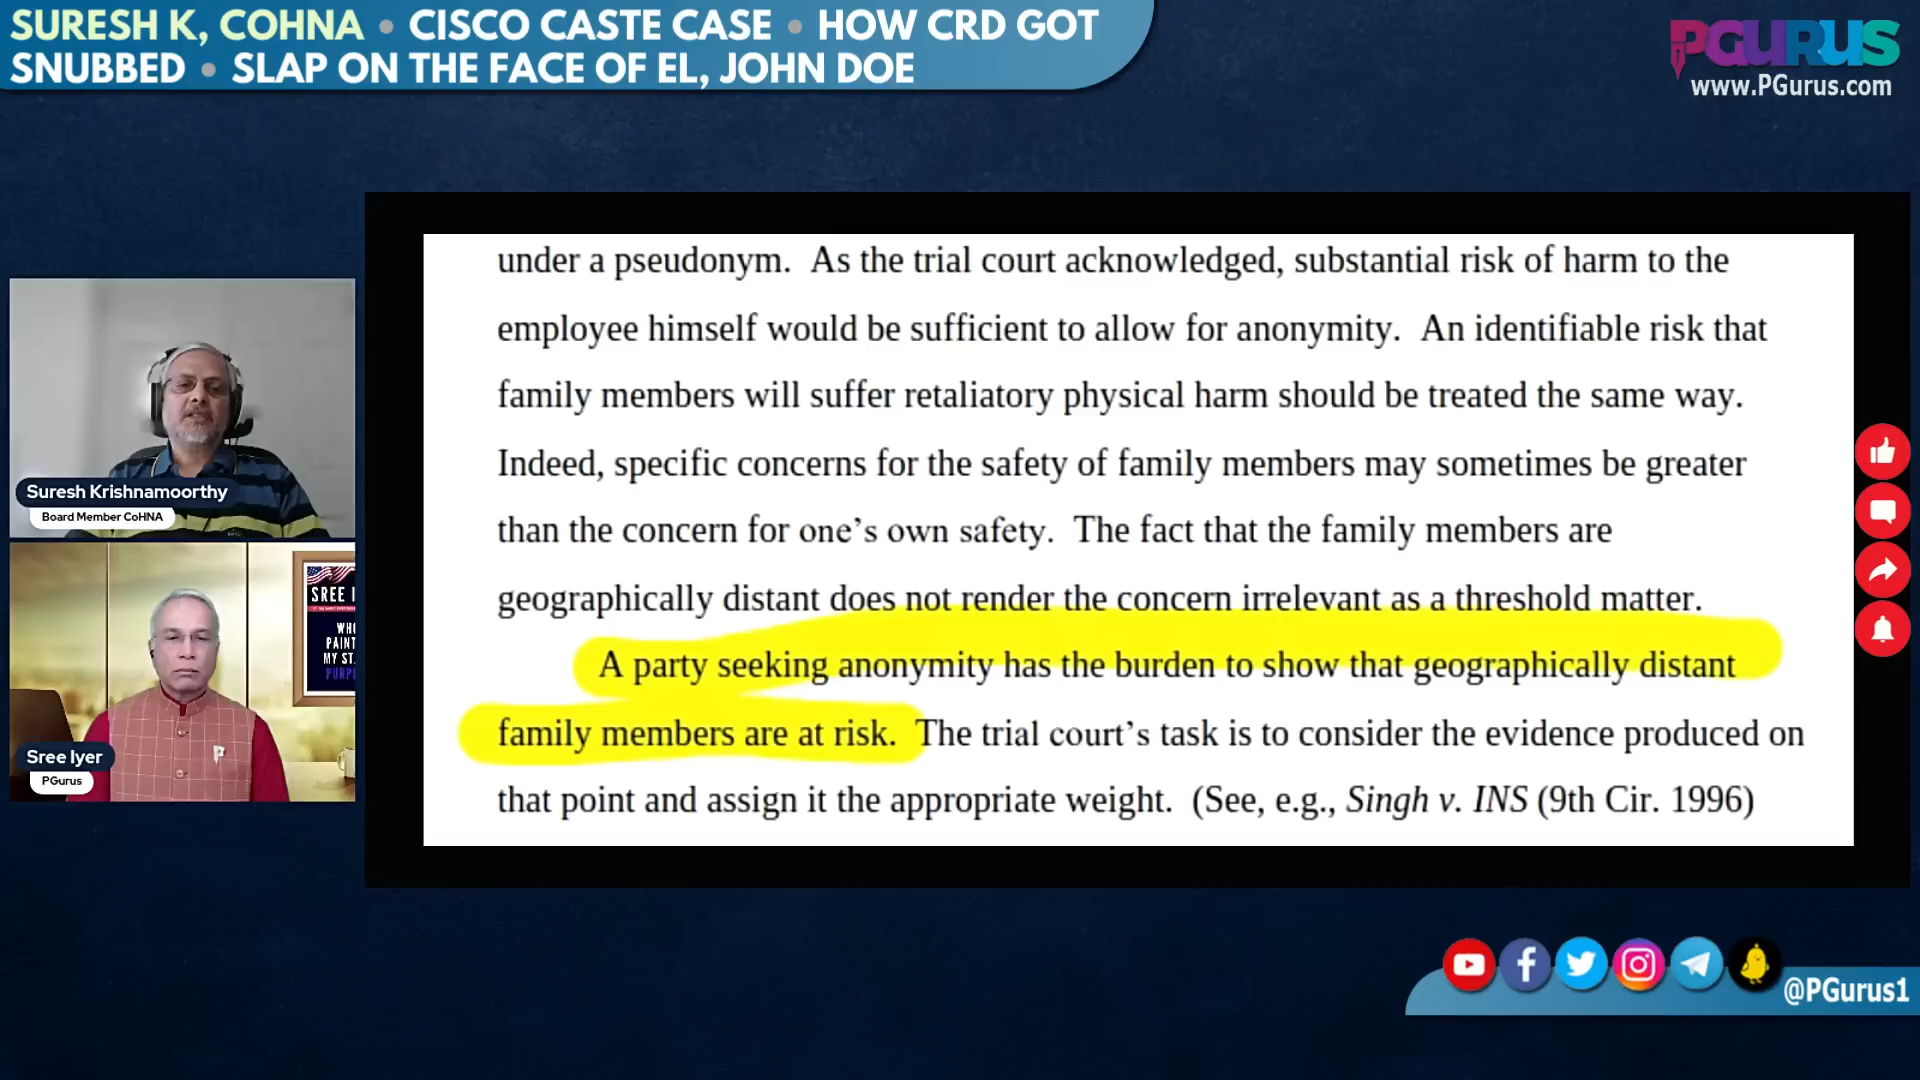 SURESH K, COHNA • CISCO CASTE CASE • HOW CRD GOT
SNUBBED • SLAP ON THE FACE OF EL, JOHN DOE
PGURUS
www.PGurus.com
under a pseudonym. As the trial court acknowledged, substantial risk of harm to the
employee himself would be sufficient to allow for anonymity. An identifiable risk that
family members will suffer retaliatory physical harm should be treated the same way.
Indeed, specific concerns for the safety of family members may sometimes be greater
than the concern for one’s own safety. The fact that the family members are
geographically distant does not render the concern irrelevant as a threshold matter.
A party seeking anonymity has the burden to show that geographically distant
family members are at risk. The trial court’s task is to consider the evidence produced on
that point and assign it the appropriate weight. (See, e.g., Singh v. INS (9th Cir. 1996)
Suresh Krishnamoorthy
Board Member CoHNA
SREE I
WHO
PAINT
MY ST
PURP
Sree Iyer
PGurus
@PGurus1